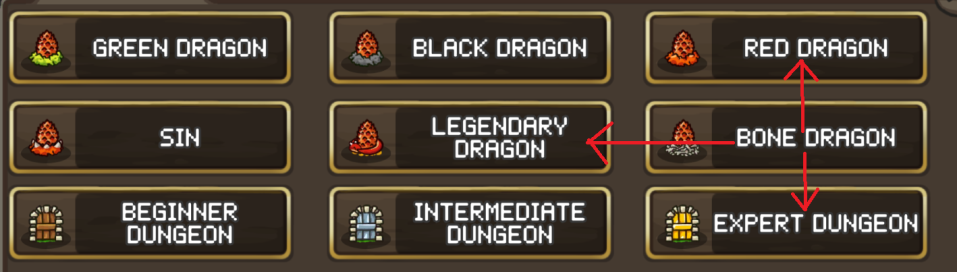 GREEN DRAGON
BLACK DRAGON
RED DRAGON
SIN
LEGENDARY
DRAGON
BONE DRAGON
BEGINNER
DUNGEON
INTERMEDIATE
DUNGEON
EXPERT DUNGEON